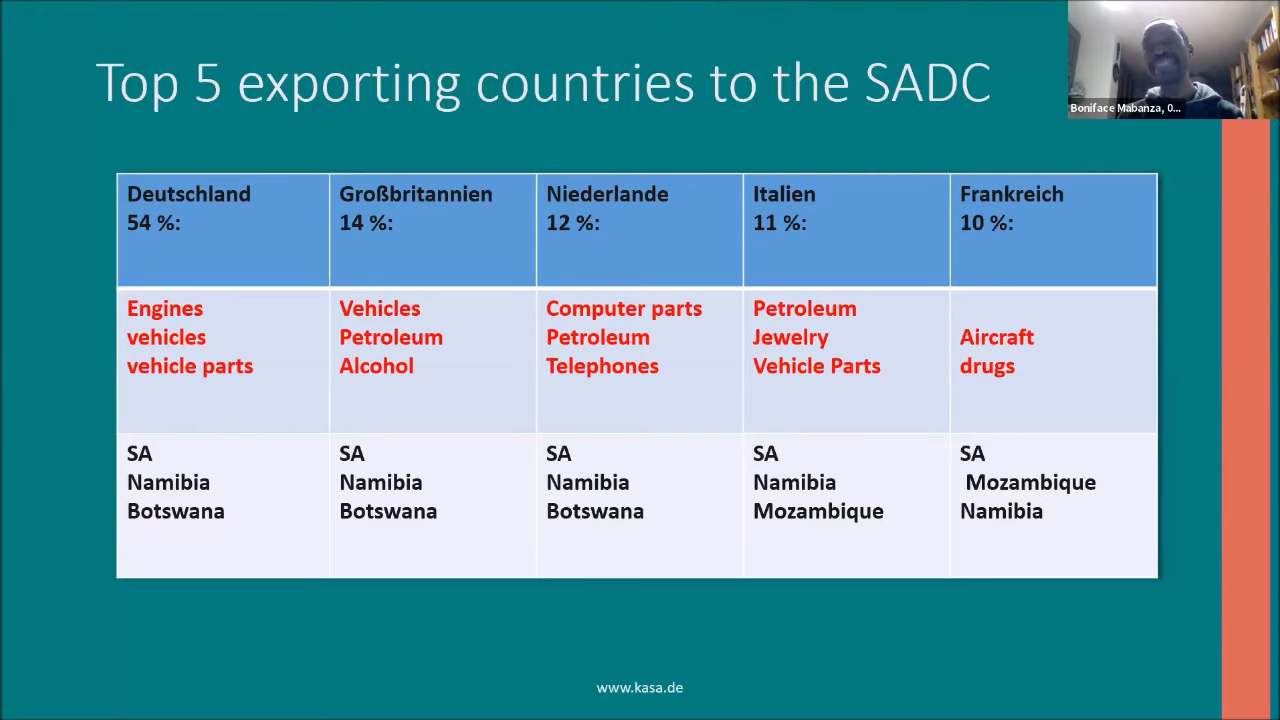 Top 5 exporting countries to the SADC
Boniface Mabanza, 0...
Deutschland
54 %:
Großbritannien
14 %:
Niederlande
12 %:
Italien
11 %:
Frankreich
10 %:
Engines
vehicles
vehicle parts
Vehicles
Petroleum
Alcohol
Computer parts
Petroleum
Telephones
Petroleum
Jewelry
Vehicle Parts
Aircraft
drugs
SA
Namibia
Botswana
SA
Namibia
Botswana
SA
Namibia
Botswana
SA
Namibia
Mozambique
SA
Mozambique
Namibia
www.kasa.de